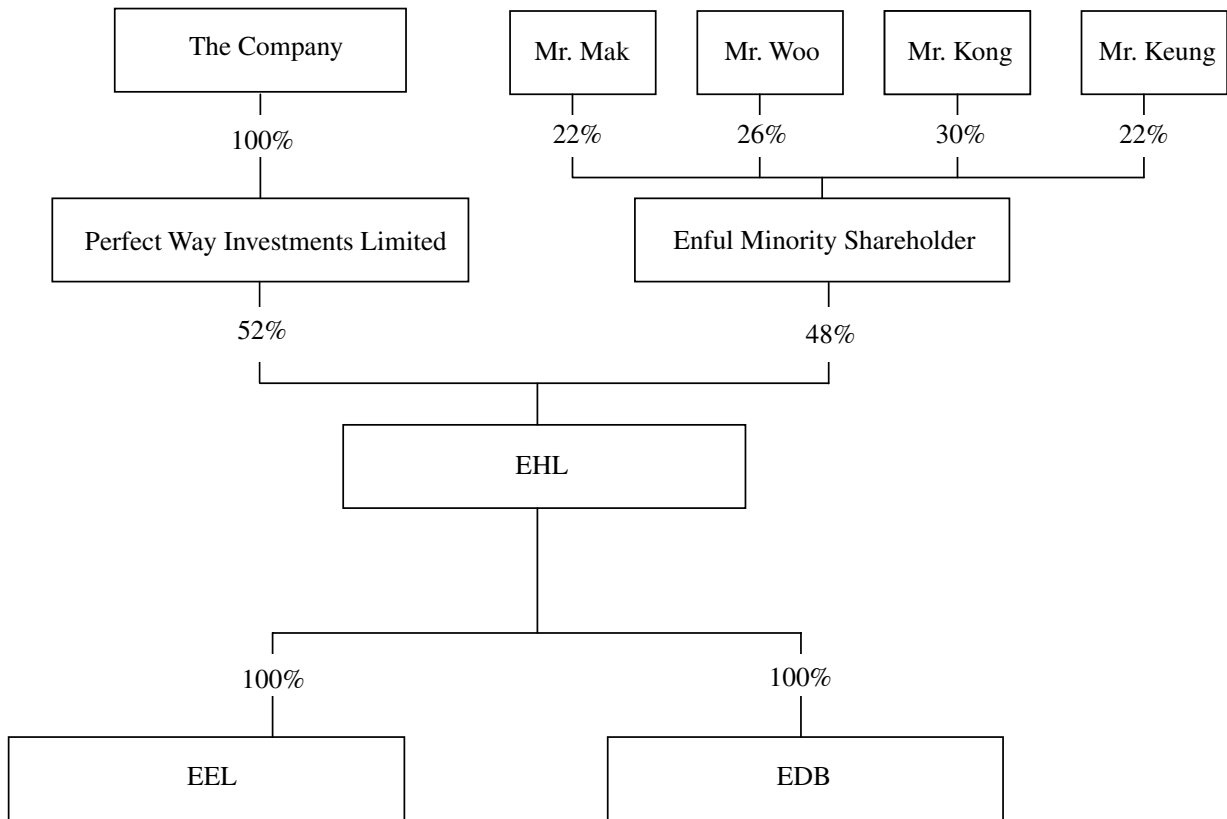 The Company
Mr. Mak
Mr. Woo
Mr. Kong
Mr. Keung
100%
22%
26%
30%
22%
Perfect Way Investments Limited
Enful Minority Shareholder
52%
48%
EHL
100%
100%
EEL
EDB